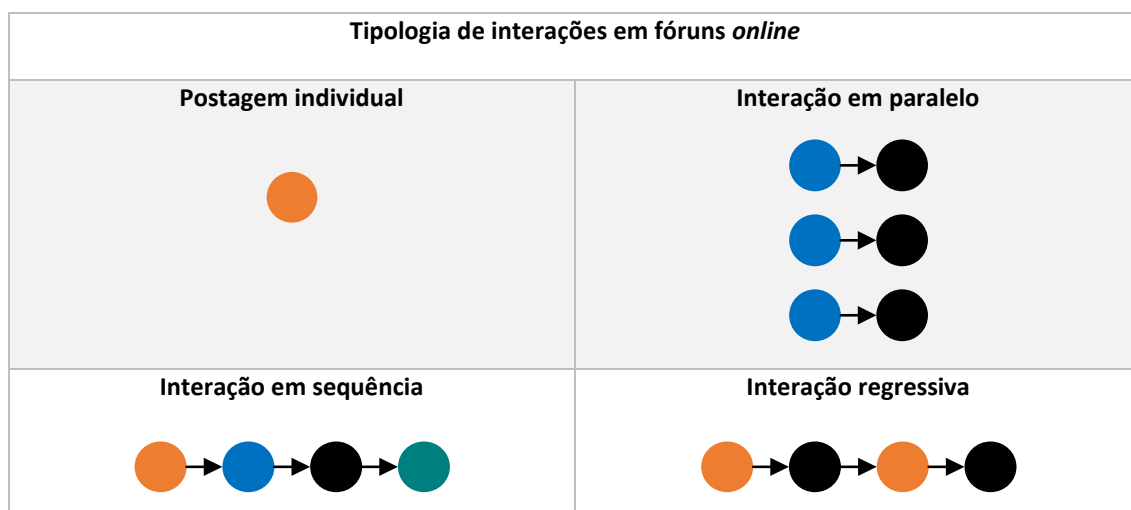 Tipologia de interações em fóruns online
Postagem individual
Interação em paralelo
Interação em sequência
Interação regressiva